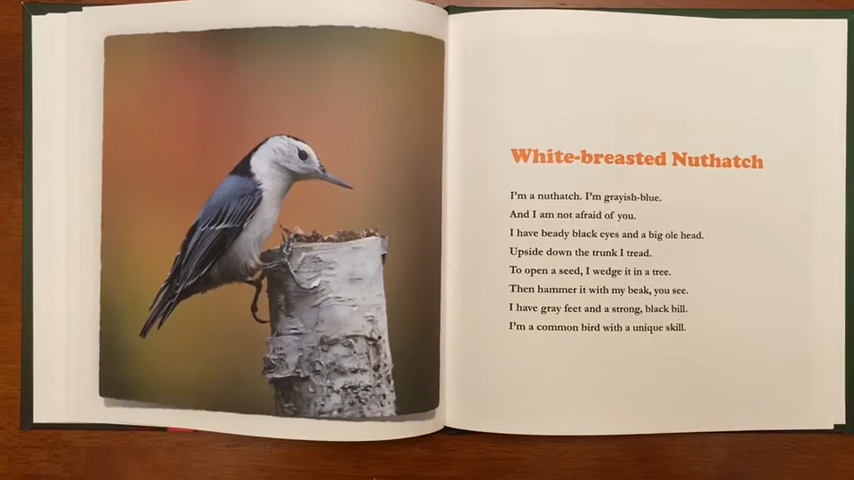 White-breasted Nuthatch
I'm a nuthatch. I'm grayish-blue.
And I am not afraid of you.
I have beady black eyes and a big ole head.
Upside down the trunk I tread.
To open a seed, I wedge it in a tree.
Then hammer it with my beak, you see.
I have gray feet and a strong, black bill.
I'm a common bird with a unique skill.